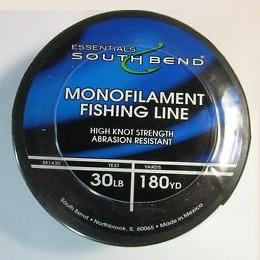 ESSENTIALS
SOUTH BEND
MONOFILAMENT
FISHING LINE
HIGH KNOT STRENGTH
ABRASION RESISTANT
M1430 TEST YARDS
30LB 180YD
South Bend • Northbrook, IL 60065 • Made in Mexico